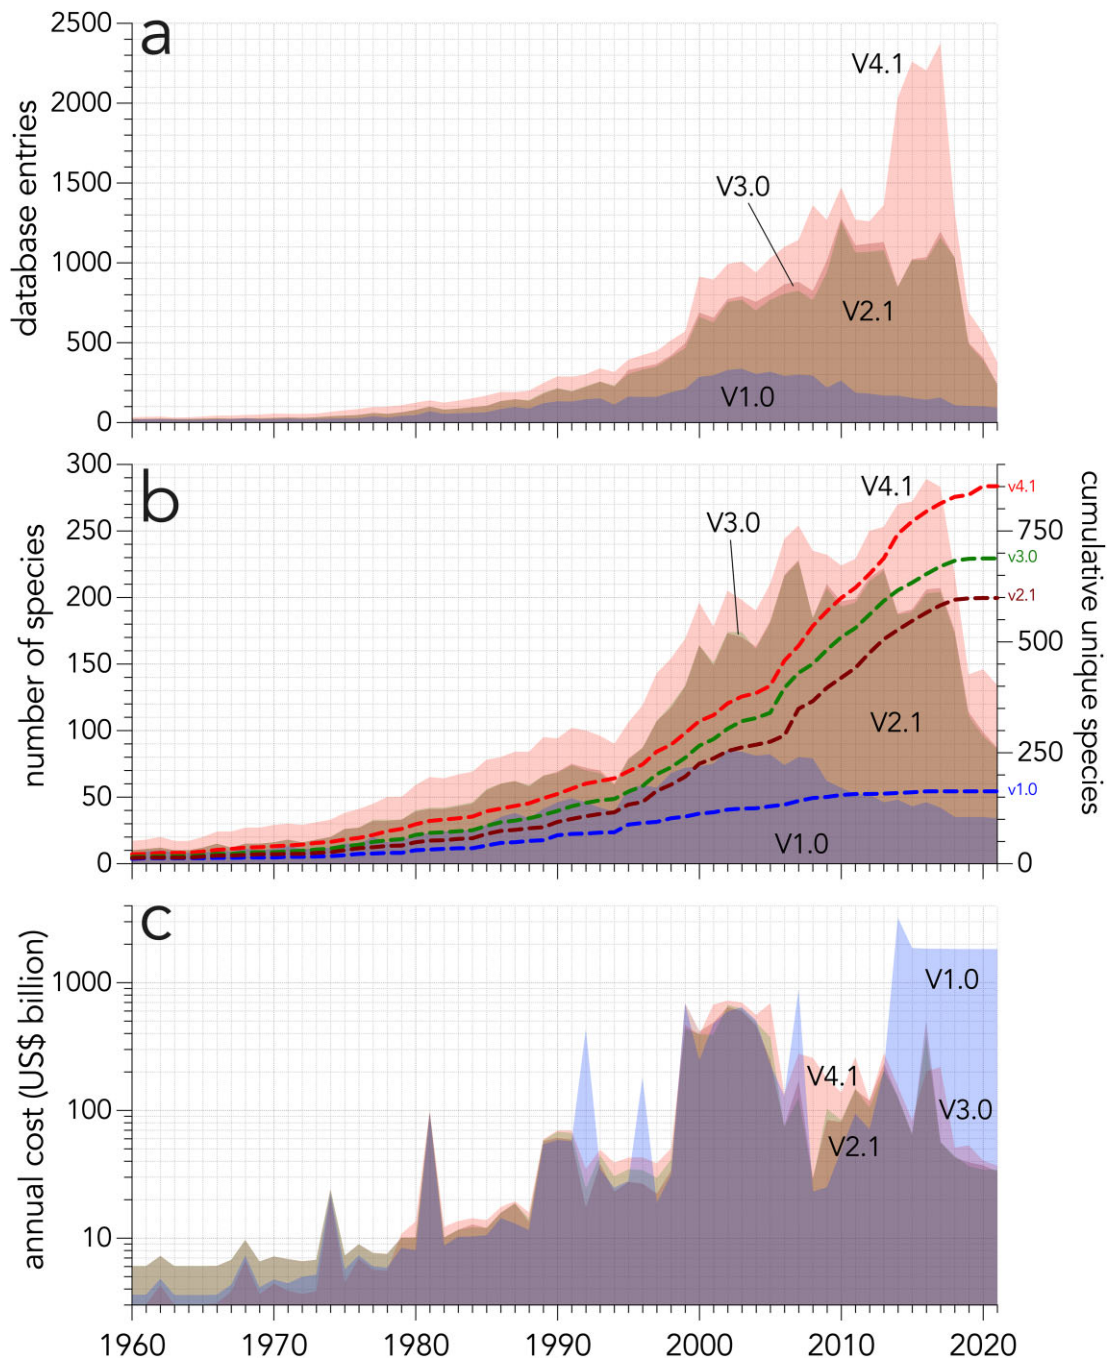 a
database entries
2500
2000
1500
1000
500
0
V4.1
V3.0
V2.1
V1.0
b
number of species
300
250
200
150
100
50
0
V4.1
V3.0
V2.1
V1.0
v4.1
v3.0
v2.1
v1.0
750
500
250
0
cumulative unique species
c
annual cost (US$ billion)
1000
100
10
V1.0
V4.1
V3.0
V2.1
1960 1970 1980 1990 2000 2010 2020